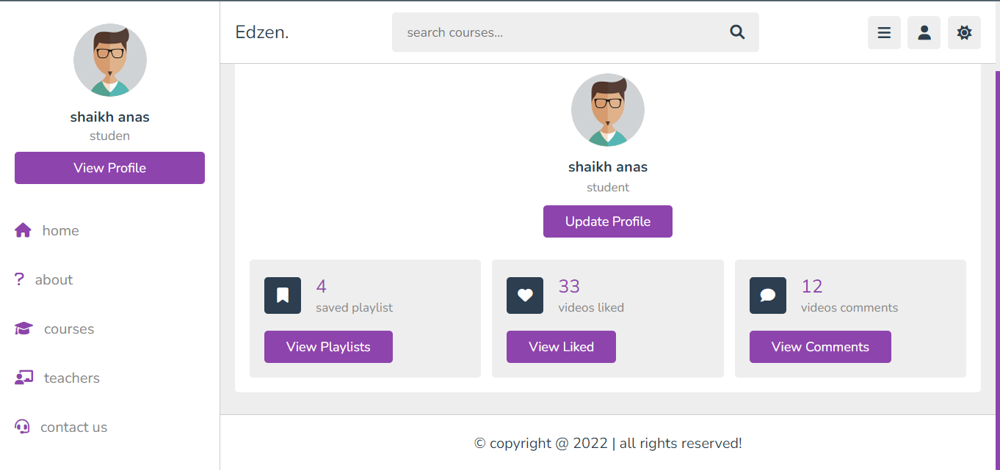 shaikh anas
studen
View Profile
home
about
courses
teachers
contact us
Edzen.
search courses...
shaikh anas
student
Update Profile
4
saved playlist
View Playlists
33
videos liked
View Liked
12
videos comments
View Comments
© copyright @ 2022 | all rights reserved!